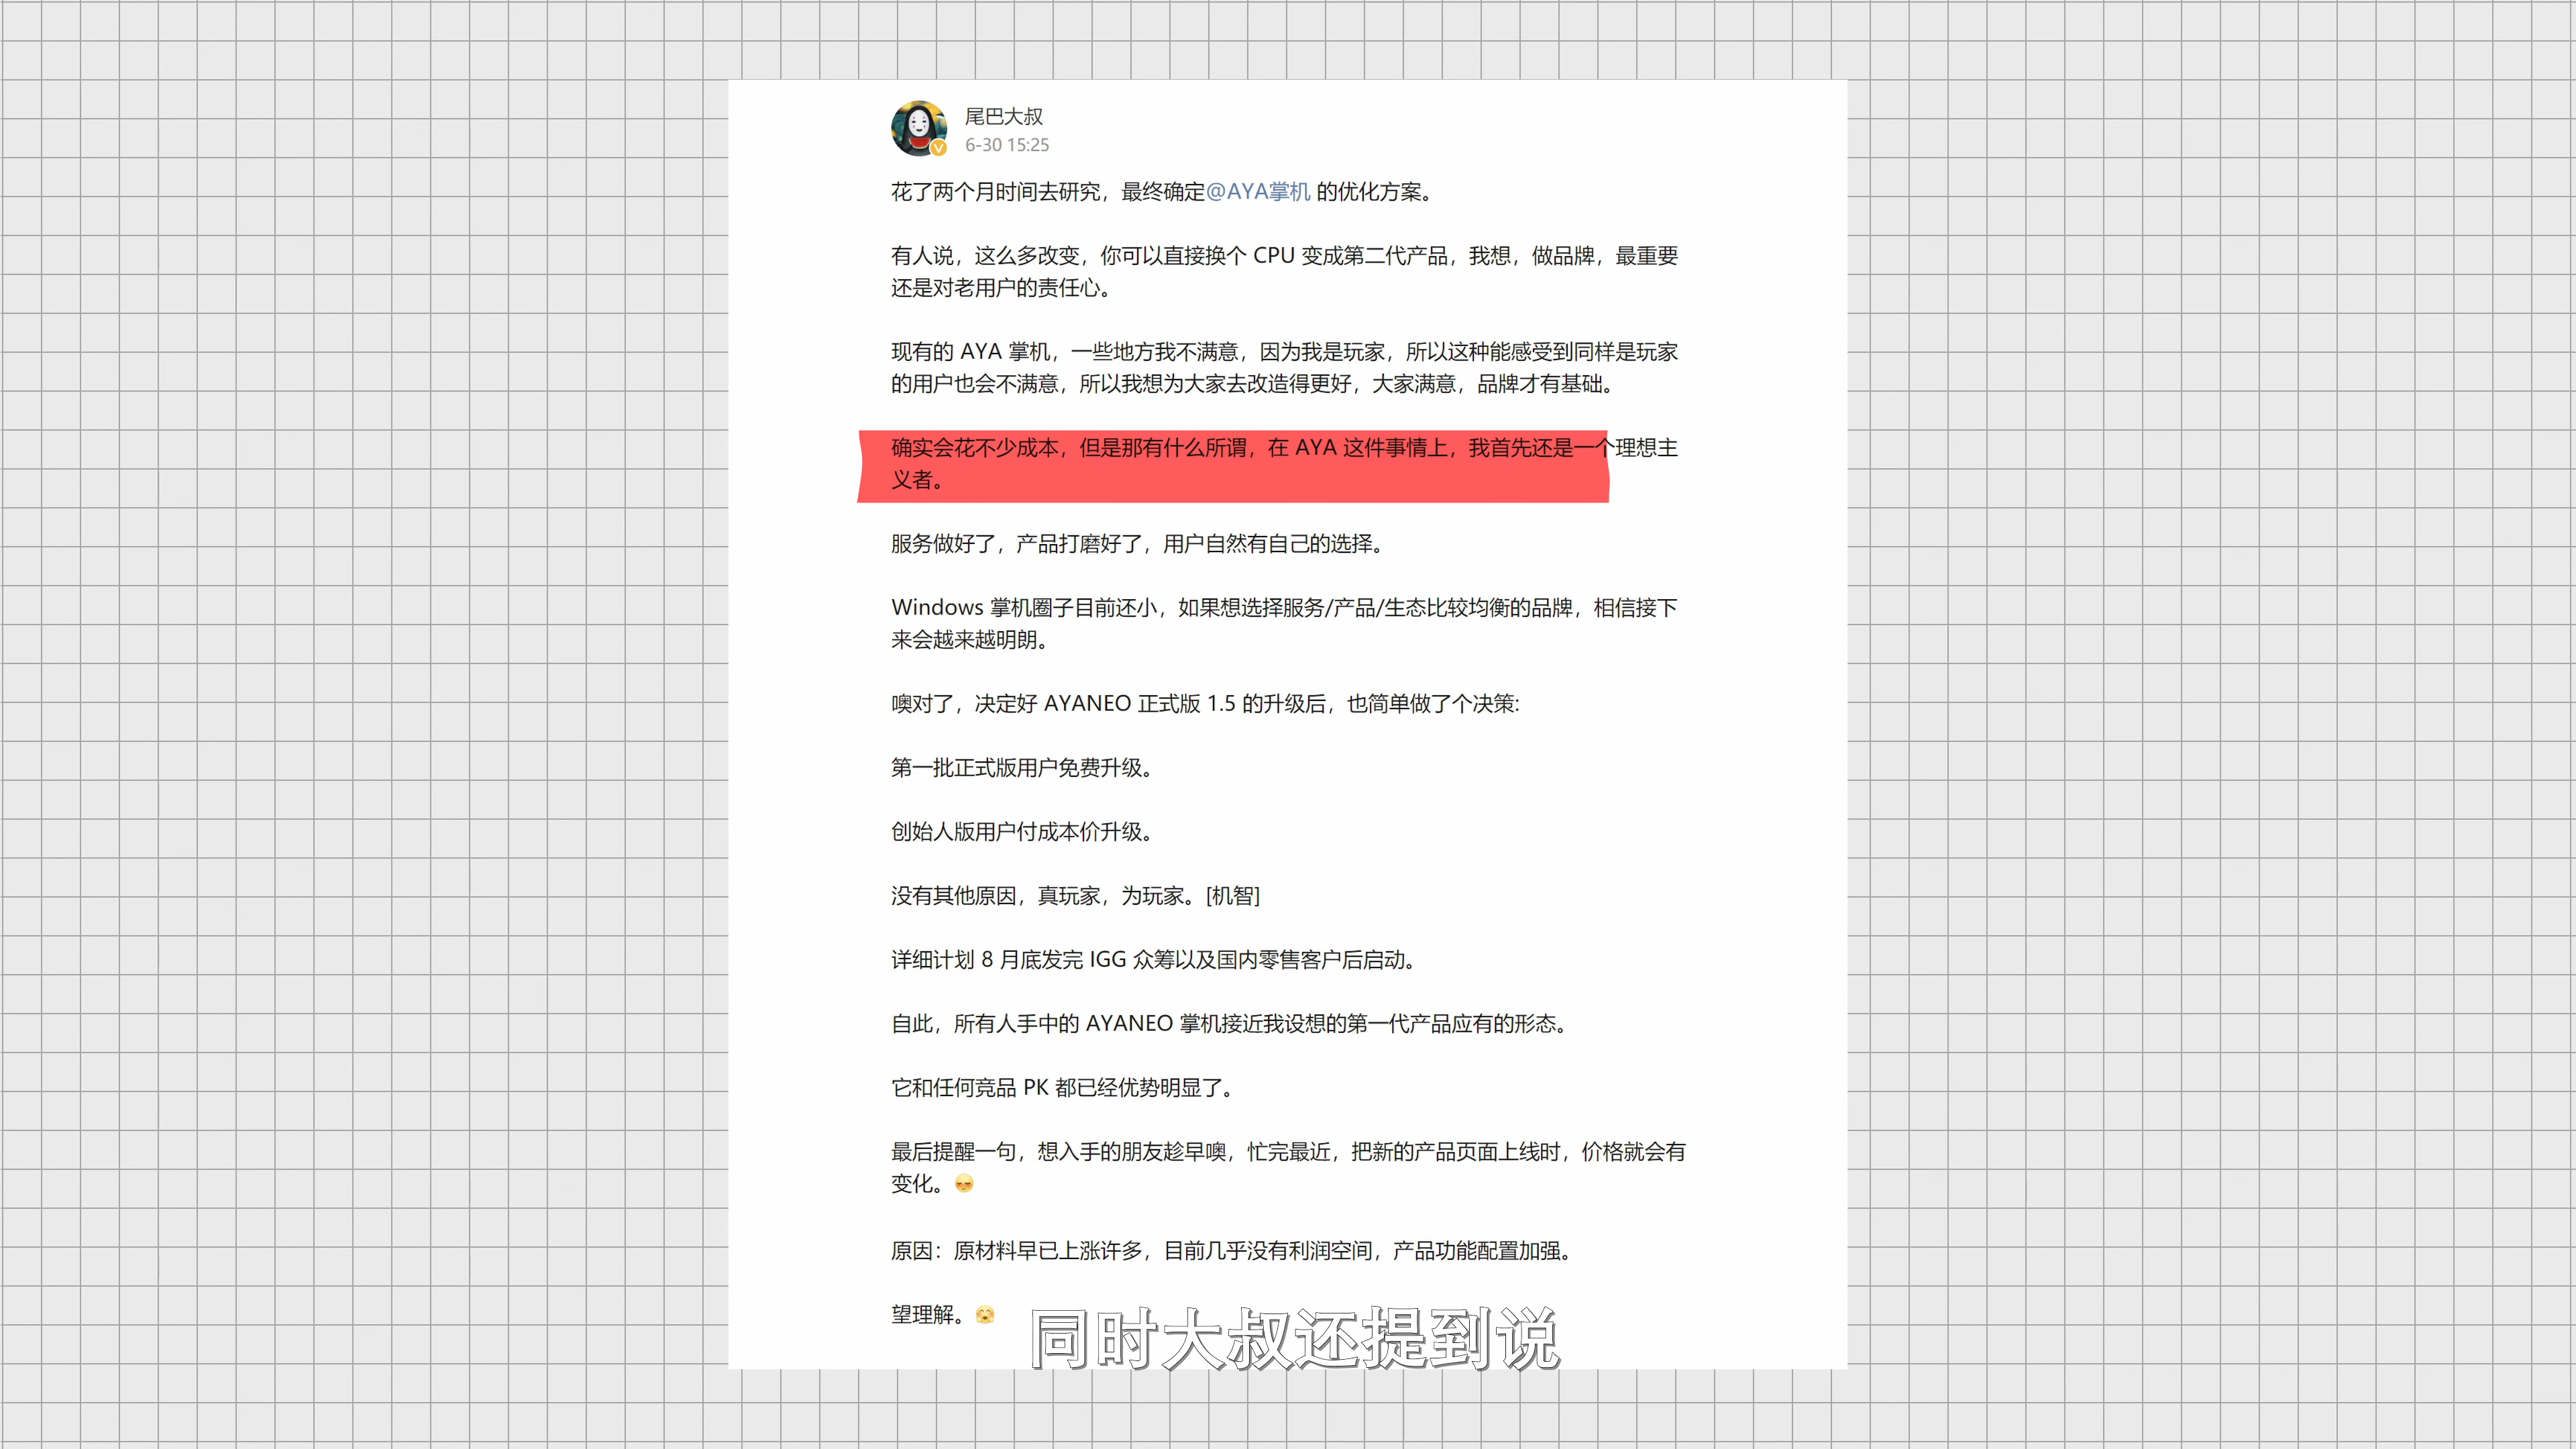 尾巴大叔
6-30 15:25
花了两个月时间去研究，最终确定@AYA掌机 的优化方案。
有人说，这么多改变，你可以直接换个 CPU 变成第二代产品，我想，做品牌，最重要
还是对老用户的责任心。
现有的 AYA 掌机，一些地方我不满意，因为我是玩家，所以这种能感受到同样是玩家
的用户也会不满意，所以我想为大家去改造得更好，大家满意，品牌才有基础。
确实会花不少成本，但是那有什么所谓，在 AYA 这件事情上，我首先还是一个理想主
义者。
服务做好了，产品打磨好了，用户自然有自己的选择。
Windows 掌机圈子目前还小，如果想选择服务/产品/生态比较均衡的品牌，相信接下
来会越来越明朗。
噢对了，决定好 AYANEO 正式版 1.5 的升级后，也简单做了个决策:
第一批正式版用户免费升级。
创始人版用户付成本价升级。
没有其他原因，真玩家，为玩家。[机智]
详细计划 8 月底发完 IGG 众筹以及国内零售客户后启动。
自此，所有人手中的 AYANEO 掌机接近我设想的第一代产品应有的形态。
它和任何竞品 PK 都已经优势明显了。
最后提醒一句，想入手的朋友趁早噢，忙完最近，把新的产品页面上线时，价格就会有
变化。
原因：原材料早已上涨许多，目前几乎没有利润空间，产品功能配置加强。
望理解。
同时大叔还提到说